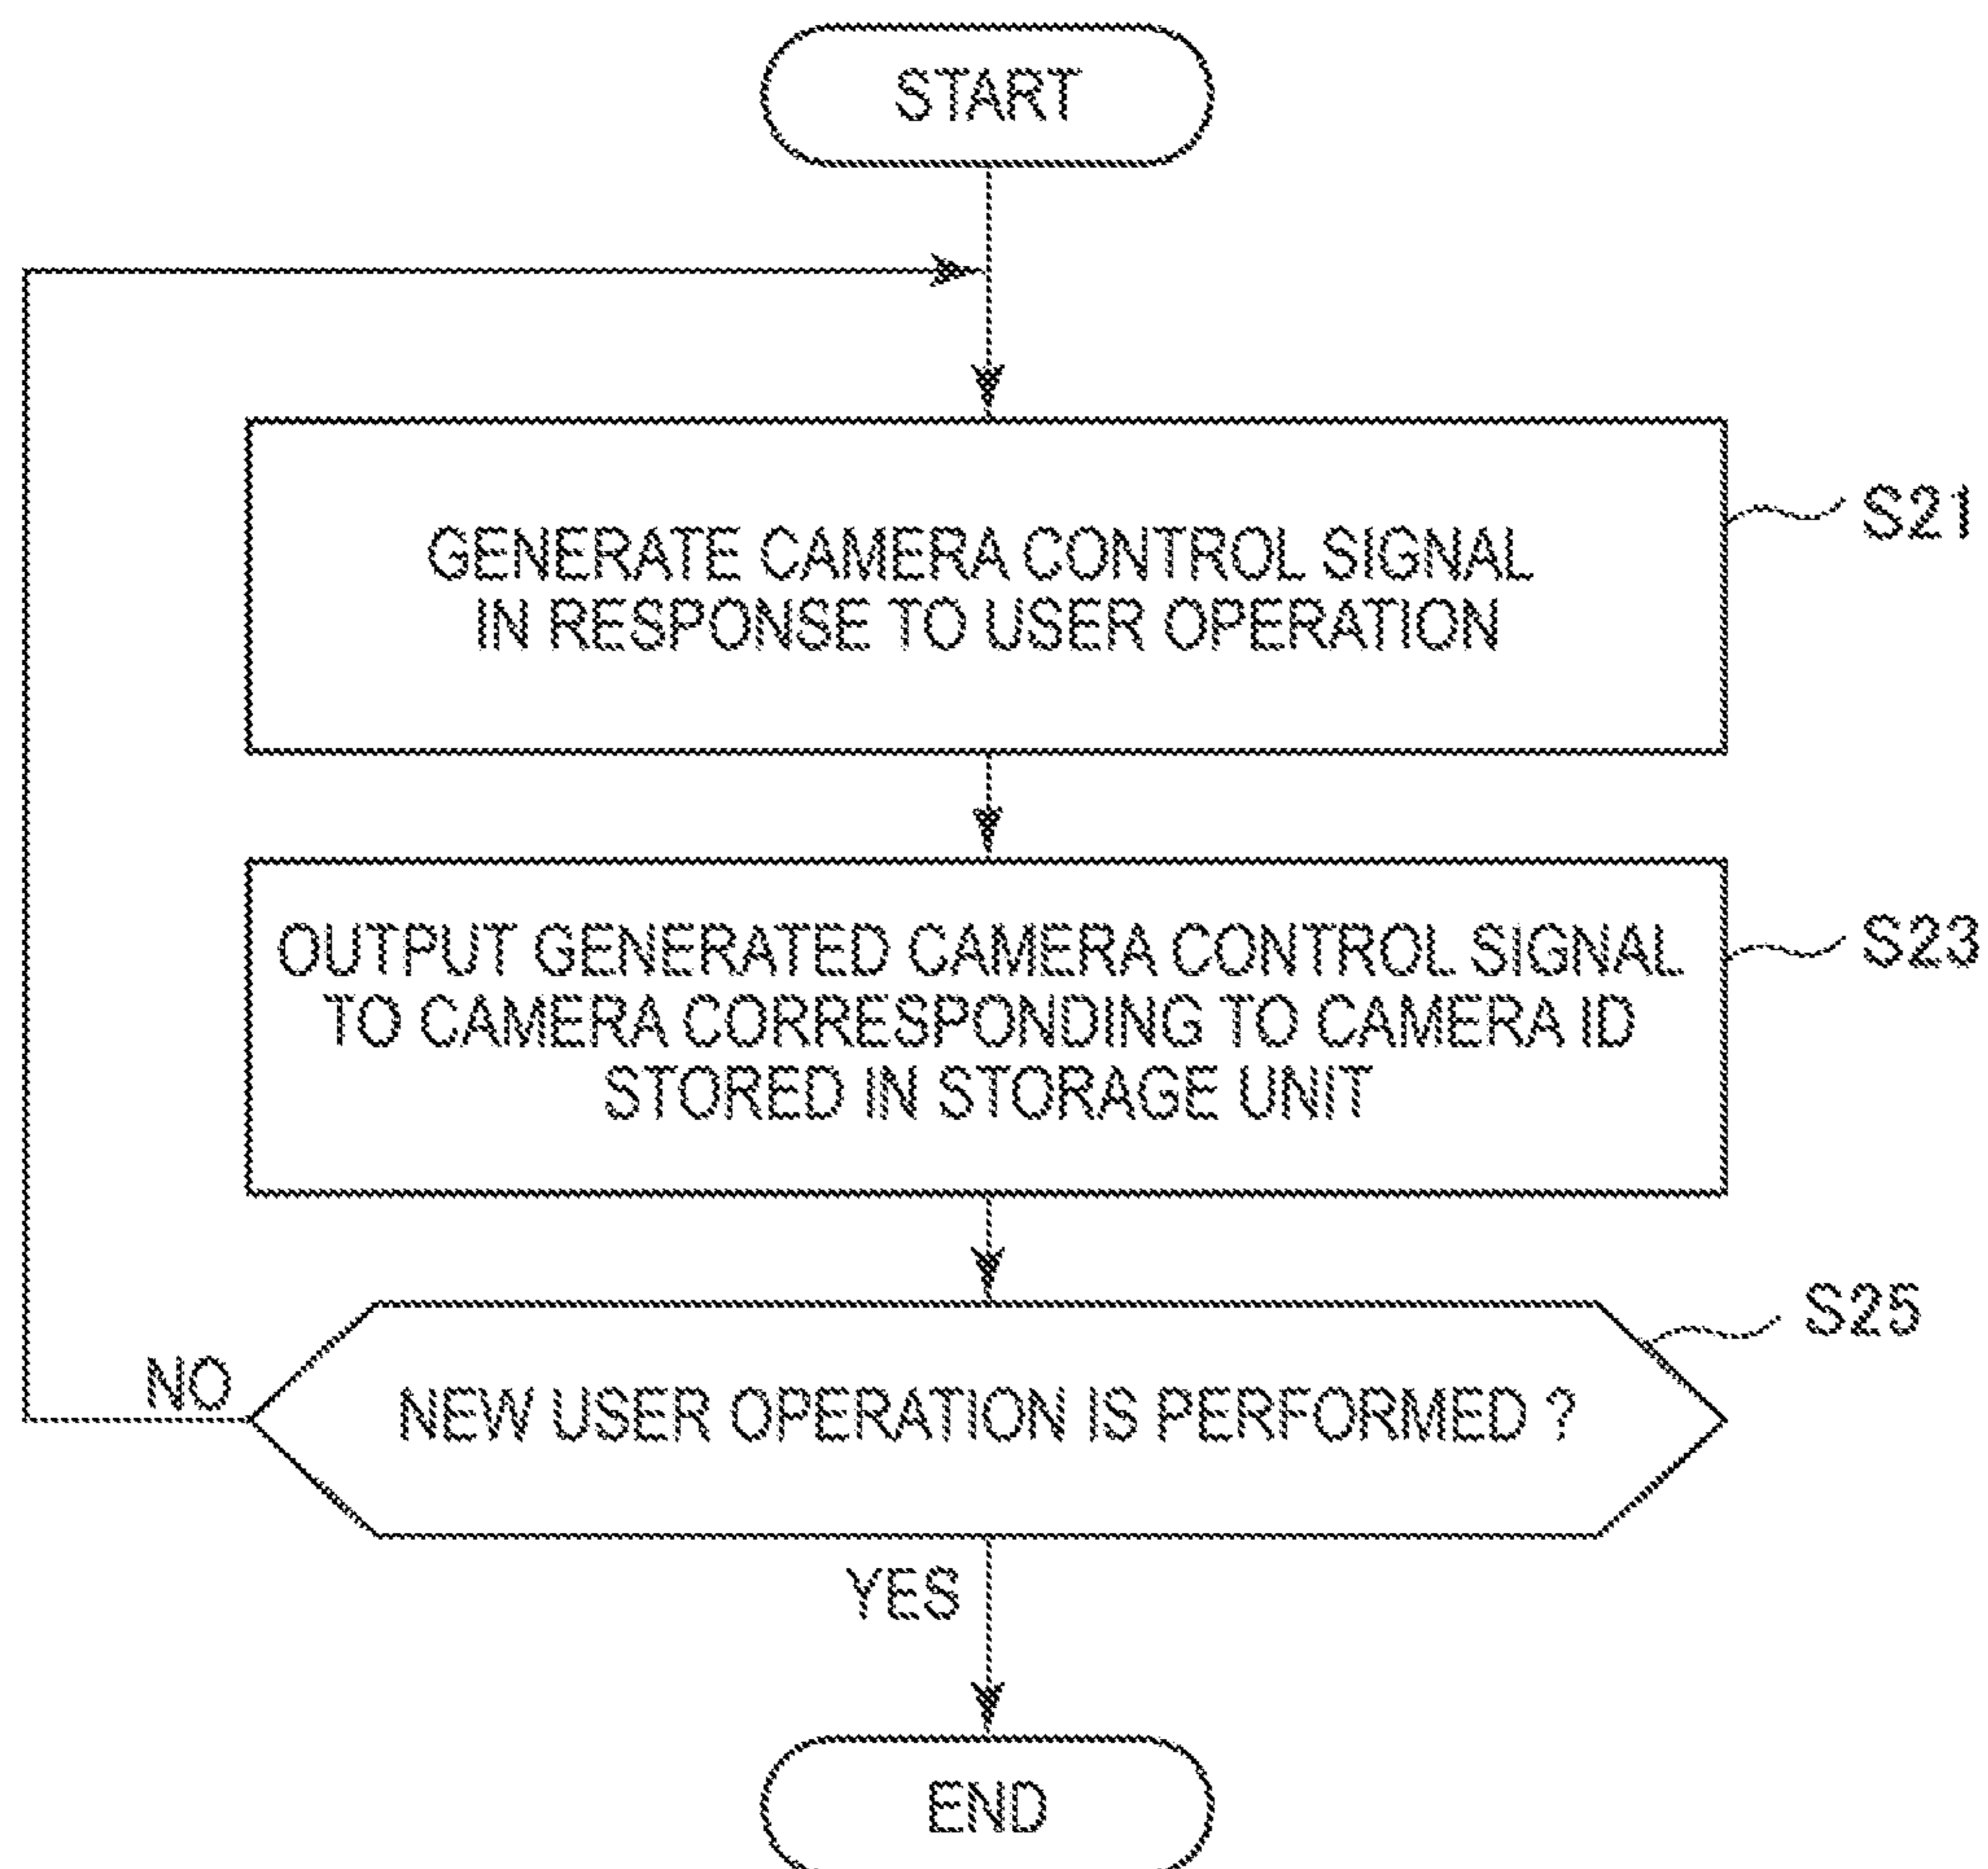 START
GENERATE CAMERA CONTROL SIGNAL
IN RESPONSE TO USER OPERATION
S21
OUTPUT GENERATED CAMERA CONTROL SIGNAL
TO CAMERA CORRESPONDING TO CAMERA ID
STORED IN STORAGE UNIT
S23
S25
NEW USER OPERATION IS PERFORMED ?
NO
YES
END